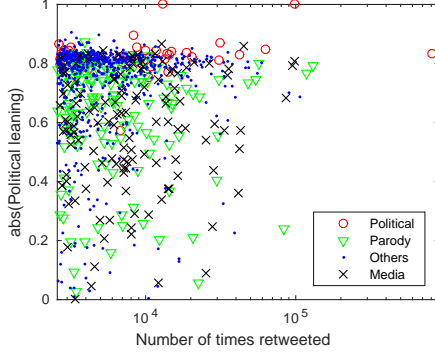 abs(Political leaning)
1
0.8
0.6
0.4
0.2
0
10^4
10^5
Number of times retweeted
Political
Parody
Others
Media